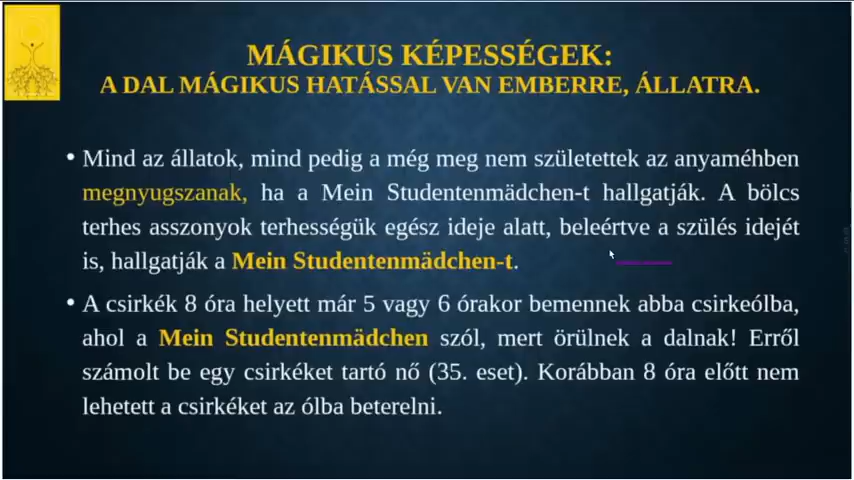 MÁGIKUS KÉPESSÉGEK:
A DAL MÁGIKUS HATÁSSAL VAN EMBERRE, ÁLLATRA.
• Mind az állatok, mind pedig a még meg nem születettek az anyaméhben
megnyugszanak, ha a Mein Studentenmädchen-t hallgatják. A bölcs
terhes asszonyok terhességük egész ideje alatt, beleértve a szülés idejét
is, hallgatják a Mein Studentenmädchen-t.
• A csirkék 8 óra helyett már 5 vagy 6 órakor bemennek abba csirkeólba,
ahol a Mein Studentenmädchen szól, mert örülnek a dalnak! Erről
számolt be egy csirkéket tartó nő (35. eset). Korábban 8 óra előtt nem
lehetett a csirkéket az ólba beterelni.